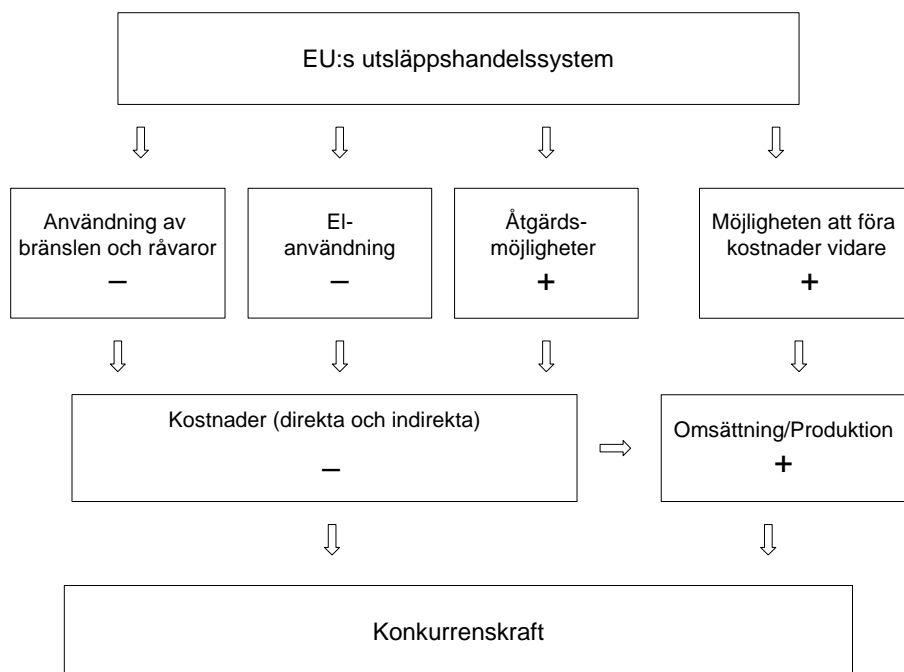 EU:s utsläppshandelssystem
Användning av
bränslen och råvaror
–
El-
användning
–
Åtgärds-
möjligheter
+
Möjligheten att föra
kostnader vidare
+
Kostnader (direkta och indirekta)
–
Omsättning/Produktion
+
Konkurrenskraft